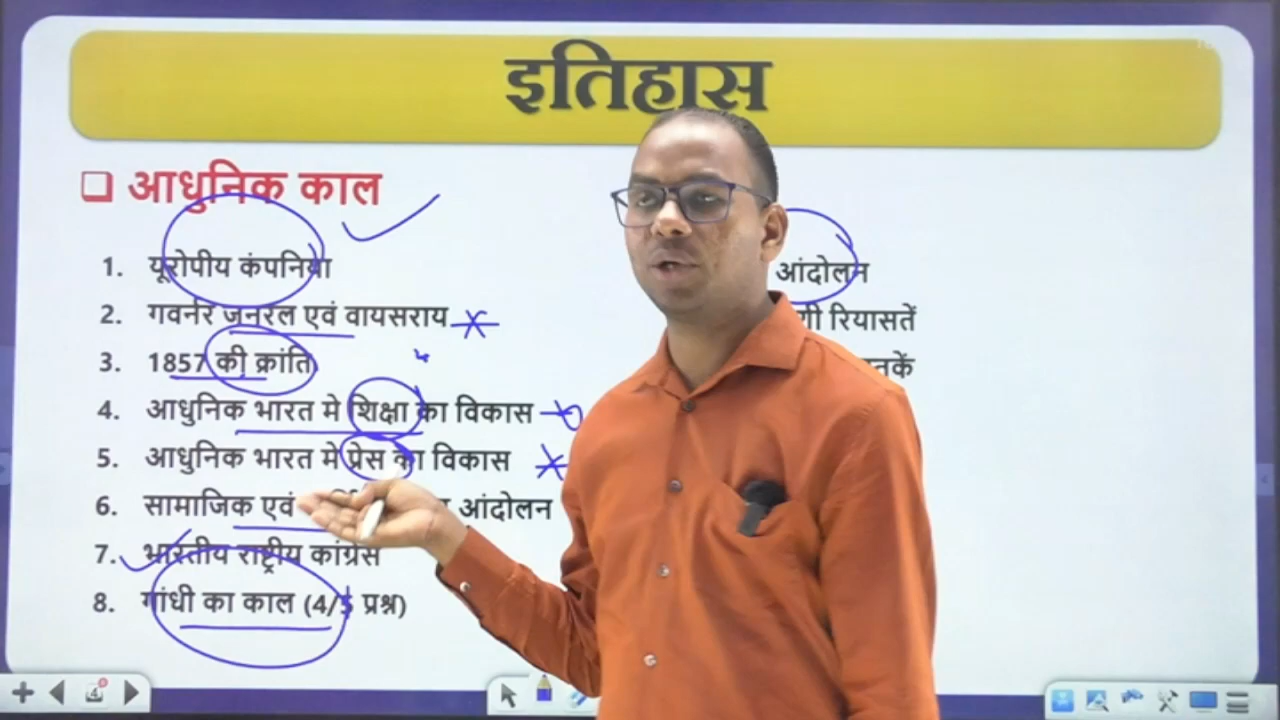 इतिहास
आधुनिक काल
1. यूरोपीय कंपनिया
2. गवर्नर जनरल एवं वायसराय
3. 1857 की क्रांति
4. आधुनिक भारत मे शिक्षा का विकास
5. आधुनिक भारत मे प्रेस का विकास
6. सामाजिक एवं आंदोलन
7. भारतीय राष्ट्रीय कांग्रेस
8. गांधी का काल (4/5 प्रश्न)
आंदोलन
रियासतें
4